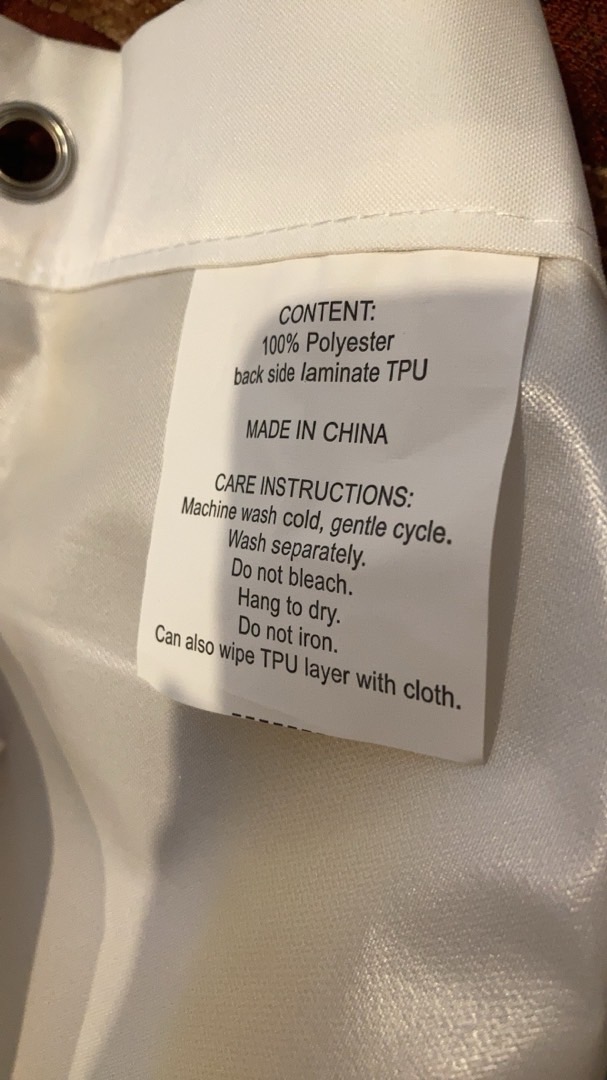 CONTENT:
100% Polyester
back side laminate TPU
MADE IN CHINA
CARE INSTRUCTIONS:
Machine wash cold, gentle cycle.
Wash separately.
Do not bleach.
Hang to dry.
Do not iron.
Can also wipe TPU layer with cloth.